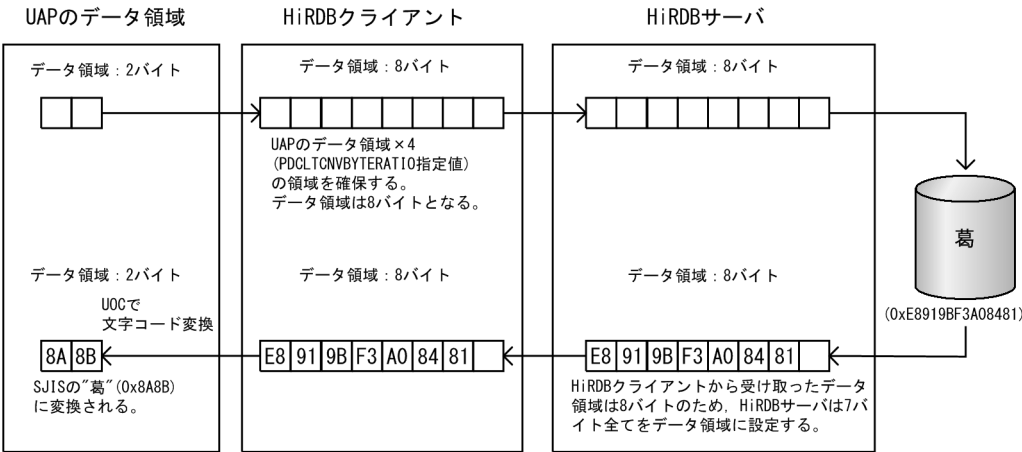 UAPのデータ領域
HiRDBクライアント
HiRDBサーバ
データ領域：2バイト
データ領域：8バイト
データ領域：8バイト
UAPのデータ領域×4
(PDCLTCNVBYTERATIO指定値)
の領域を確保する。
データ領域は8バイトとなる。
葛
(0xE8919BF3A08481)
データ領域：2バイト
データ領域：8バイト
データ領域：8バイト
UOCで
文字コード変換
8A 8B
E8 91 9B F3 A0 84 81
E8 91 9B F3 A0 84 81
SJISの"葛"(0x8A8B)
に変換される。
HiRDBクライアントから受け取ったデータ
領域は8バイトのため，HiRDBサーバは7バ
イト全てをデータ領域に設定する。